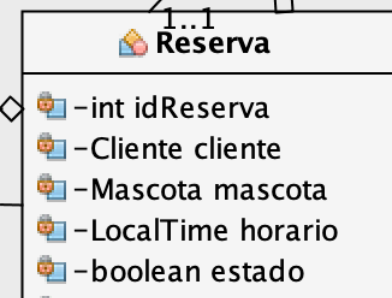 1..1
Reserva
-int idReserva
-Cliente cliente
-Mascota mascota
-LocalTime horario
-boolean estado